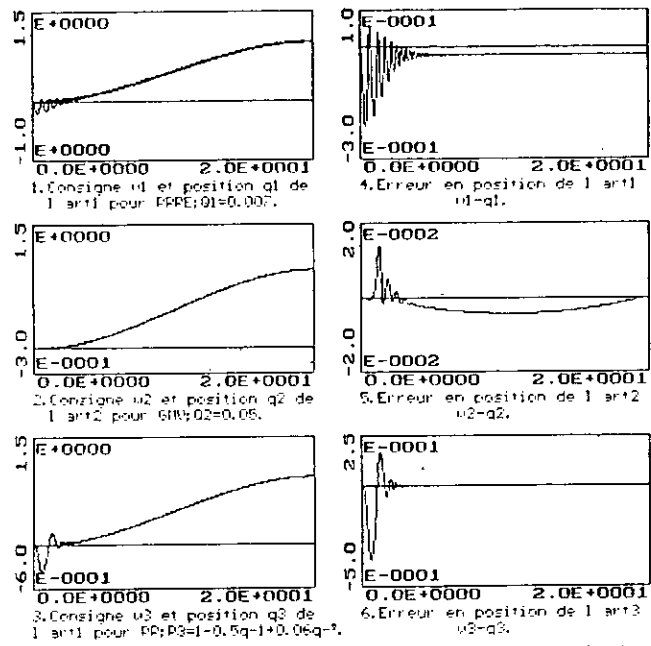 1.5
E+0000
-1.0
E+0000
0.0E+0000 2.0E+0001
1.Consigne w1 et position q1 de
l art1 pour PPPE;Q1=0.007.
1.0
E-0001
-3.0
E-0001
0.0E+0000 2.0E+0001
4.Erreur en position de l art1
w1-q1.
1.5
E+0000
-3.0
E-0001
0.0E+0000 2.0E+0001
2.Consigne w2 et position q2 de
l art2 pour GMV;Q2=0.05.
2.0
E-0002
-2.0
E-0002
0.0E+0000 2.0E+0001
5.Erreur en position de l art2
w2-q2.
1.5
E+0000
-6.0
E-0001
0.0E+0000 2.0E+0001
3.Consigne w3 et position q3 de
l art1 pour PP;P3=1-0.5q-1+0.06q-².
2.5
E-0001
-5.0
E-0001
0.0E+0000 2.0E+0001
6.Erreur en position de l art3
w3-q3.